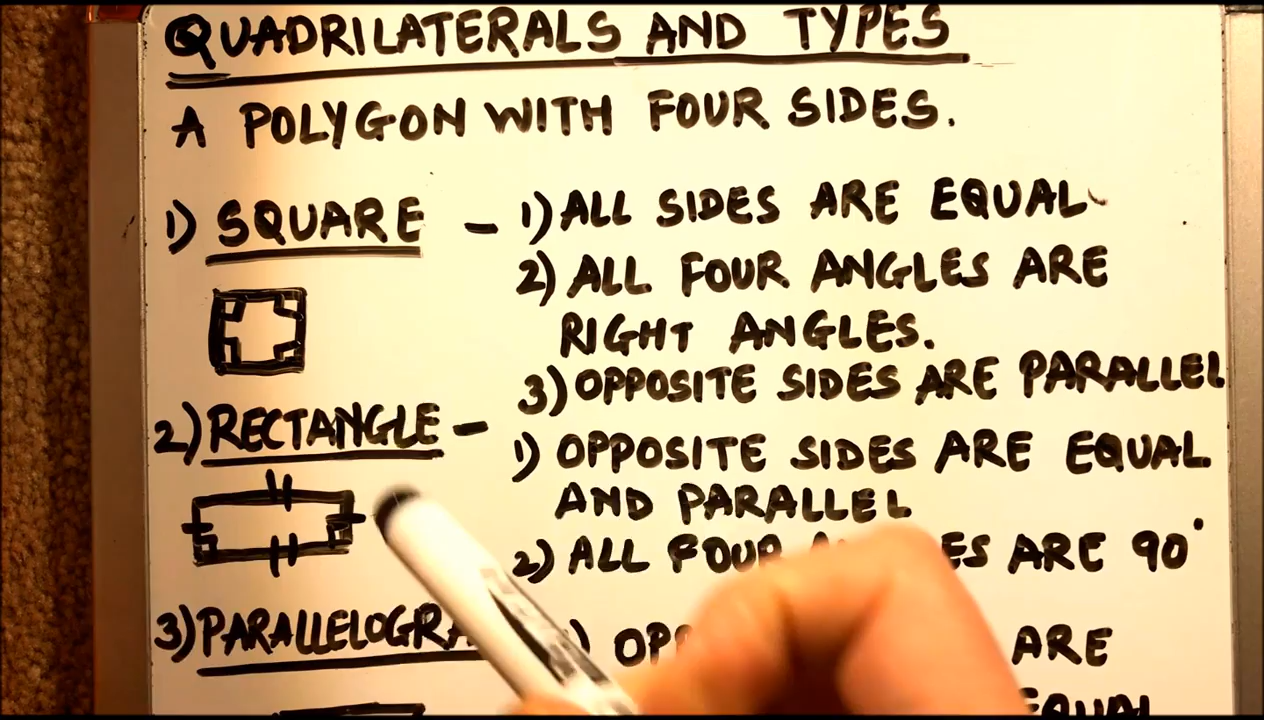 QUADRILATERALS AND TYPES
A POLYGON WITH FOUR SIDES.
1) SQUARE - 1) ALL SIDES ARE EQUAL
2) ALL FOUR ANGLES ARE
RIGHT ANGLES.
3) OPPOSITE SIDES ARE PARALLEL
2) RECTANGLE - 1) OPPOSITE SIDES ARE EQUAL
AND PARALLEL
2) ALL FOUR ARE 90°
3) ARE
EQUAL